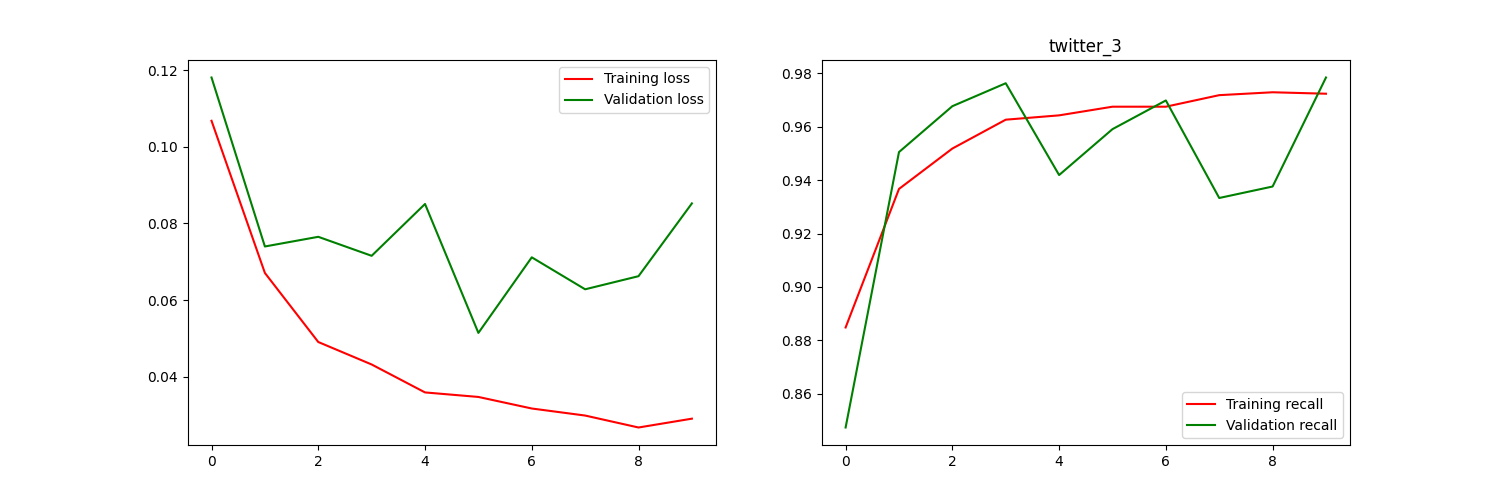 twitter_3
0.12
0.10
0.08
0.06
0.04
0 2 4 6 8
Training loss
Validation loss
0.98
0.96
0.94
0.92
0.90
0.88
0.86
0 2 4 6 8
Training recall
Validation recall